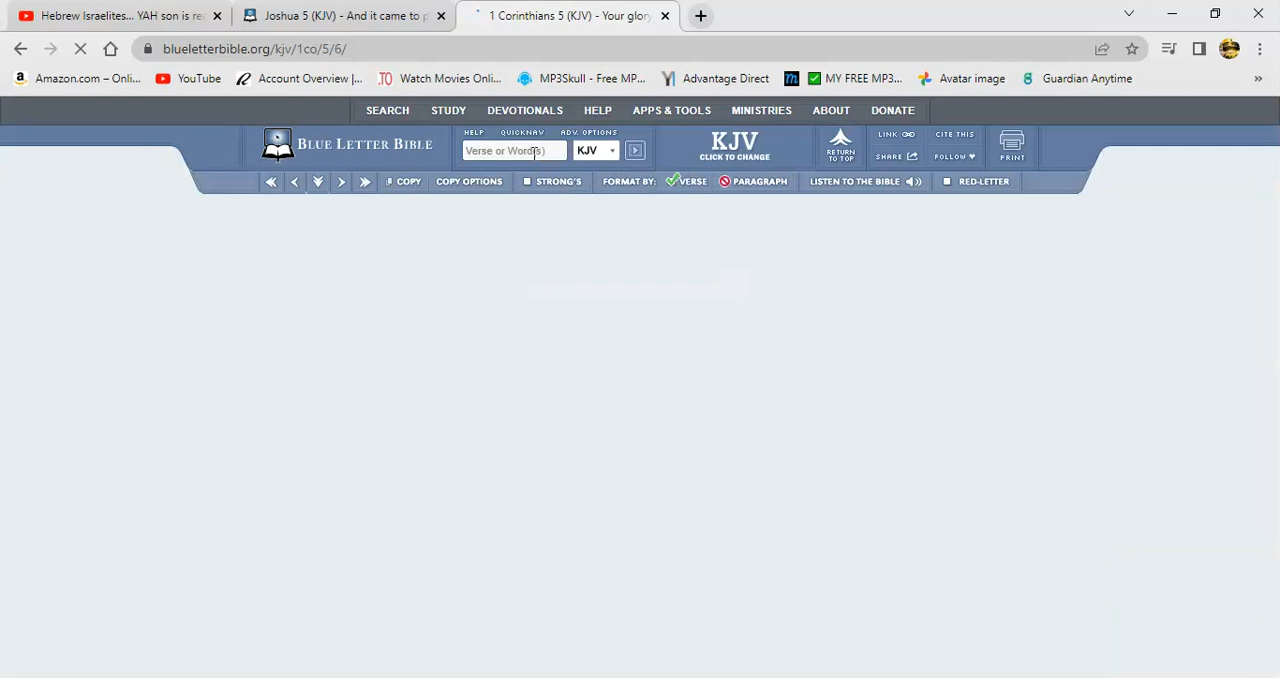 Hebrew Israelites... YAH son is re
Joshua 5 (KJV) - And it came to p
1 Corinthians 5 (KJV) - Your glory
blueletterbible.org/kjv/1co/5/6/
Amazon.com – Onli...
YouTube
Account Overview |...
TO Watch Movies Onli...
MP3Skull - Free MP...
Advantage Direct
m
MY FREE MP3...
Avatar image
Guardian Anytime
»
SEARCH STUDY DEVOTIONALS HELP APPS & TOOLS MINISTRIES ABOUT DONATE
BLUE LETTER BIBLE
HELP QUICKNAV ADV. OPTIONS
Verse or Word(s)
KJV
KJV
CLICK TO CHANGE
RETURN
TO TOP
LINK
CITE THIS
SHARE
FOLLOW
PRINT
COPY COPY OPTIONS STRONG'S FORMAT BY: VERSE PARAGRAPH LISTEN TO THE BIBLE RED-LETTER